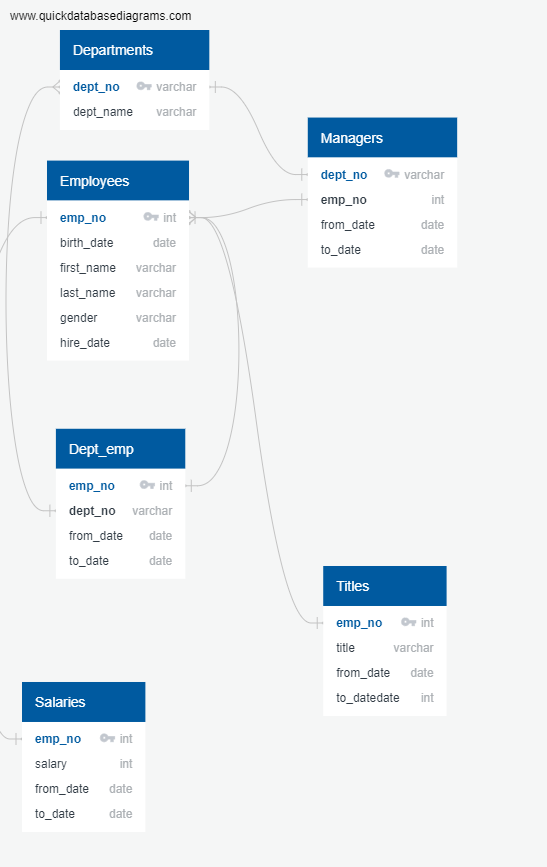 www.quickdatabasediagrams.com
Departments
dept_no varchar
dept_name varchar
Managers
dept_no varchar
emp_no int
from_date date
to_date date
Employees
emp_no int
birth_date date
first_name varchar
last_name varchar
gender varchar
hire_date date
Dept_emp
emp_no int
dept_no varchar
from_date date
to_date date
Titles
emp_no int
title varchar
from_date date
to_datedate int
Salaries
emp_no int
salary int
from_date date
to_date date